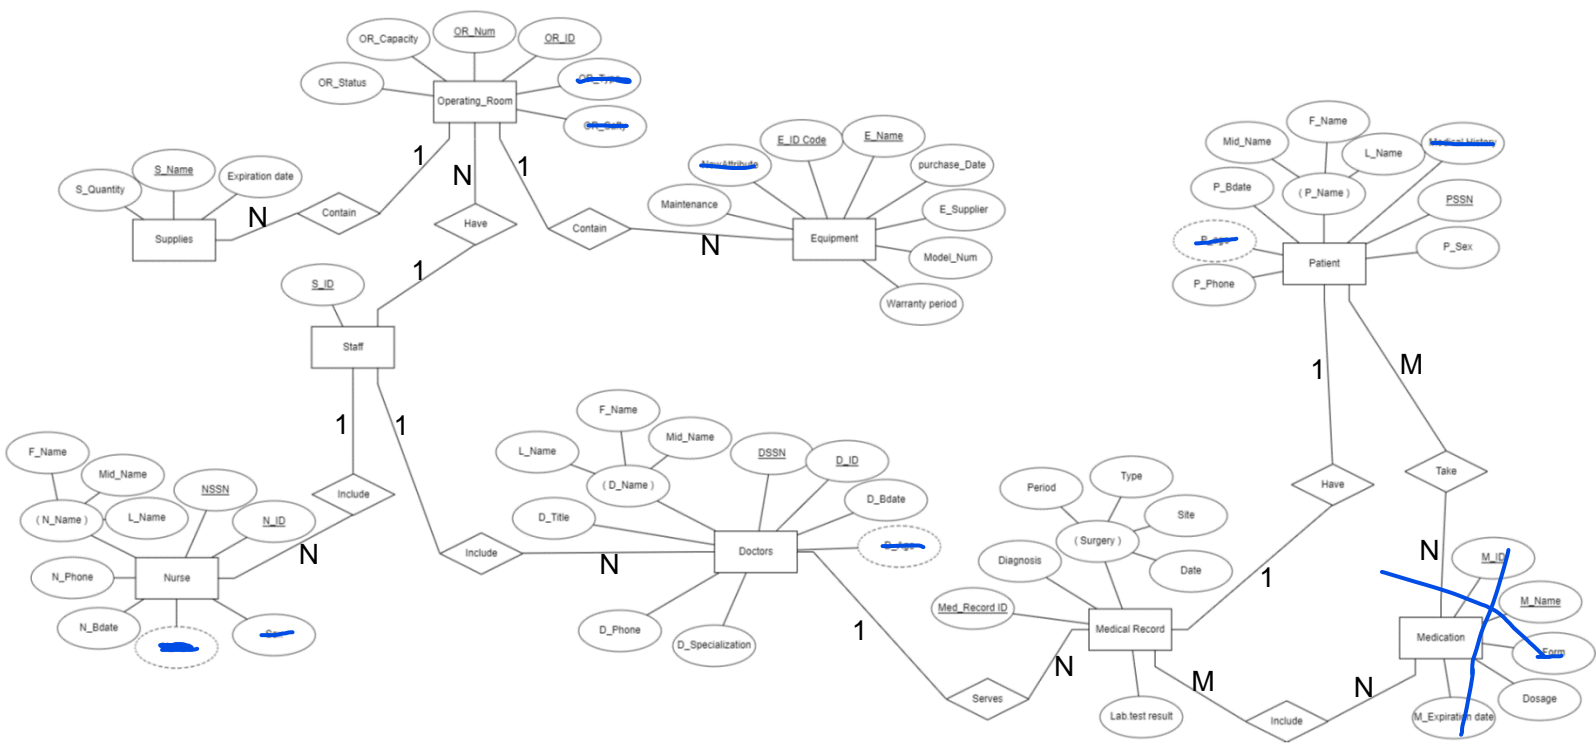 OR_Num
OR_Capacity
OR_ID
OR_Status
OR_Type
Operating_Room
1
N
1
S_Name
S_Quantity
Expiration date
N
Contain
Supplies
Have
Contain
N
1
E_ID Code
E_Name
NewAttribute
purchase_Date
Maintenance
E_Supplier
Equipment
Model_Num
Warranty period
F_Name
Mid_Name
L_Name
Medical History
P_Bdate
( P_Name )
PSSN
P_Sex
Patient
P_Phone
1
M
Have
Take
1
N
S_ID
Staff
1
1
Include
N
Include
N
F_Name
Mid_Name
NSSN
( N_Name )
L_Name
N_ID
N_Phone
Nurse
N_Bdate
F_Name
L_Name
Mid_Name
DSSN
D_ID
( D_Name )
D_Bdate
D_Title
Doctors
D_Phone
D_Specialization
1
Serves
N
Type
Period
Site
( Surgery )
Diagnosis
Date
Med_Record ID
Medical Record
Lab.test result
M
Include
N
M_ID
M_Name
Medication
Form
Dosage
M_Expiration date